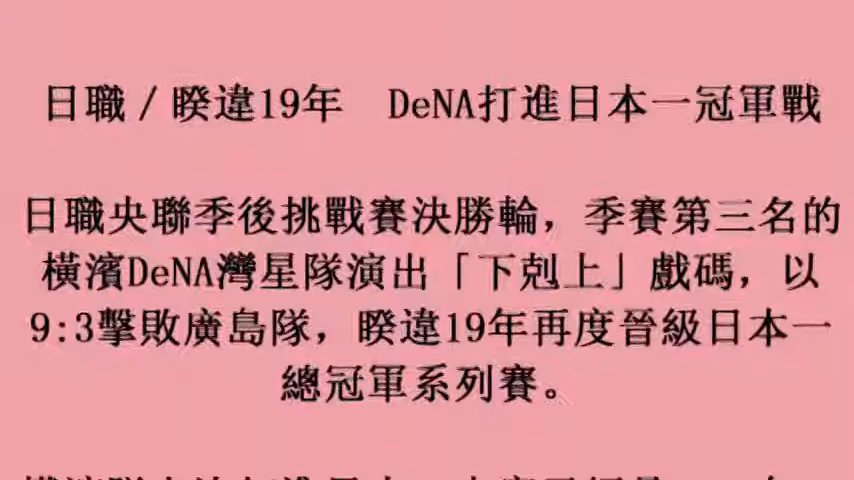 日職／睽違19年　DeNA打進日本一冠軍戰
日職央聯季後挑戰賽決勝輪，季賽第三名的
橫濱DeNA灣星隊演出「下剋上」戲碼，以
9:3擊敗廣島隊，睽違19年再度晉級日本一
總冠軍系列賽。